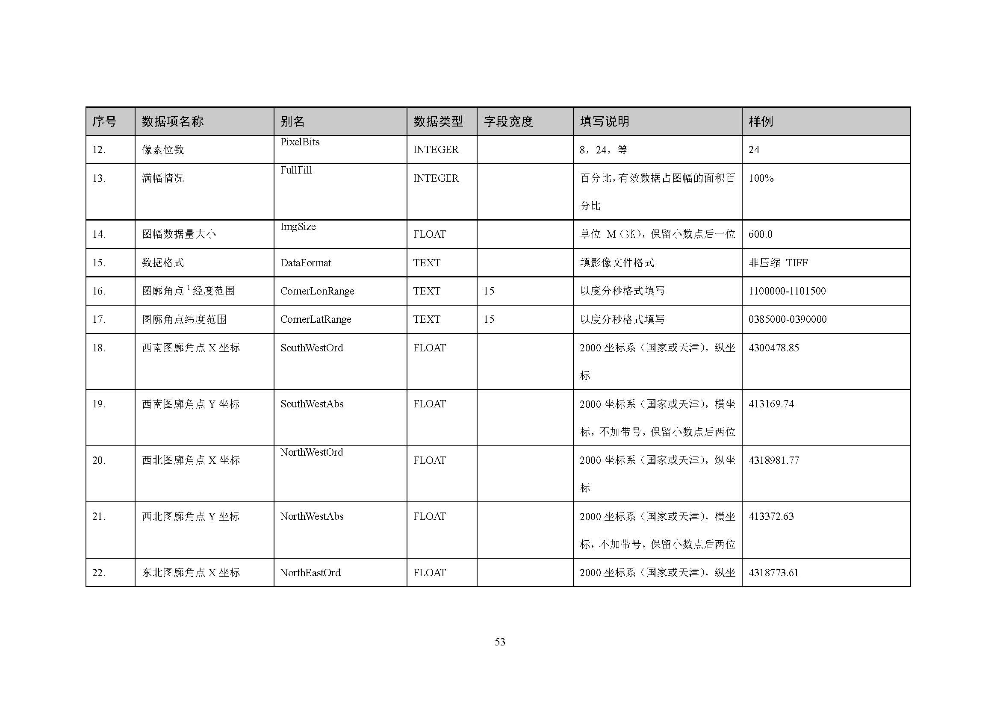 序号 数据项名称 别名 数据类型 字段宽度 填写说明 样例
12. 像素位数 PixelBits INTEGER 8，24，等 24
13. 满幅情况 FullFill INTEGER 百分比，有效数据占图幅的面积百 100%
分比
14. 图幅数据量大小 ImgSize FLOAT 单位 M（兆），保留小数点后一位 600.0
15. 数据格式 DataFormat TEXT 填影像文件格式 非压缩 TIFF
16. 图廓角点1经度范围 CornerLonRange TEXT 15 以度分秒格式填写 1100000-1101500
17. 图廓角点纬度范围 CornerLatRange TEXT 15 以度分秒格式填写 0385000-0390000
18. 西南图廓角点 X 坐标 SouthWestOrd FLOAT 2000 坐标系（国家或天津），纵坐 4300478.85
标
19. 西南图廓角点 Y 坐标 SouthWestAbs FLOAT 2000 坐标系（国家或天津），横坐 413169.74
标，不加带号，保留小数点后两位
20. 西北图廓角点 X 坐标 NorthWestOrd FLOAT 2000 坐标系（国家或天津），纵坐 4318981.77
标
21. 西北图廓角点 Y 坐标 NorthWestAbs FLOAT 2000 坐标系（国家或天津），横坐 413372.63
标，不加带号，保留小数点后两位
22. 东北图廓角点 X 坐标 NorthEastOrd FLOAT 2000 坐标系（国家或天津），纵坐 4318773.61
53